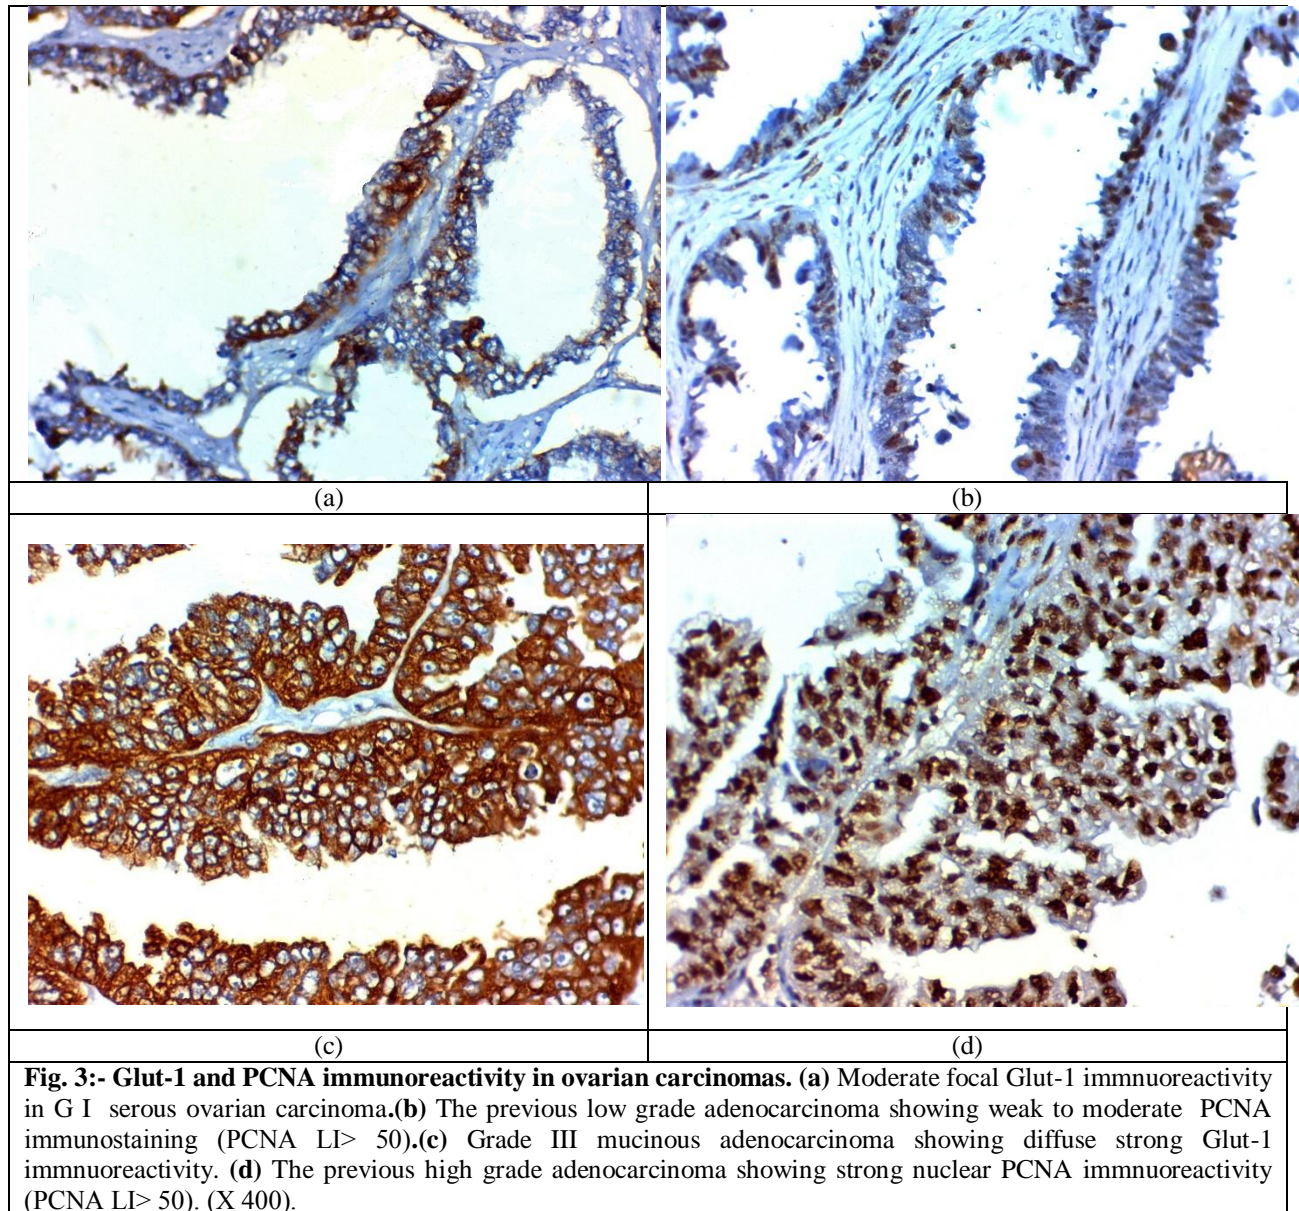 (a)
(b)
(c)
(d)
Fig. 3:- Glut-1 and PCNA immunoreactivity in ovarian carcinomas. (a) Moderate focal Glut-1 immnuoreactivity
in G I serous ovarian carcinoma.(b) The previous low grade adenocarcinoma showing weak to moderate PCNA
immunostaining (PCNA LI> 50).(c) Grade III mucinous adenocarcinoma showing diffuse strong Glut-1
immnuoreactivity. (d) The previous high grade adenocarcinoma showing strong nuclear PCNA immnuoreactivity
(PCNA LI> 50). (X 400).